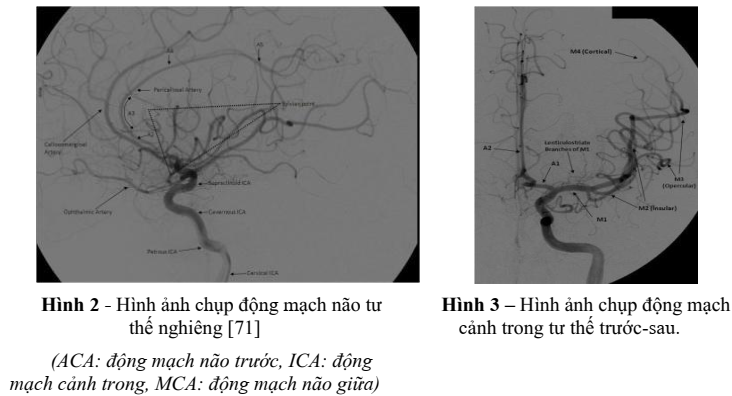 A4
A5
Pericallosal Artery
A3
Sylvian point
A2
Callosomarginal
Artery
Supraclinoid ICA
Ophthalmic Artery
Cavernous ICA
Petrous ICA
Cervical ICA
M4 (Cortical)
Lenticulostriate
Branches of M1
A2
A1
M3
(Opercular)
M2 (Insular)
M1
Hình 2 - Hình ảnh chụp động mạch não tư
thế nghiêng [71]
(ACA: động mạch não trước, ICA: động
mạch cảnh trong, MCA: động mạch não giữa)
Hình 3 – Hình ảnh chụp động mạch
cảnh trong tư thế trước-sau.